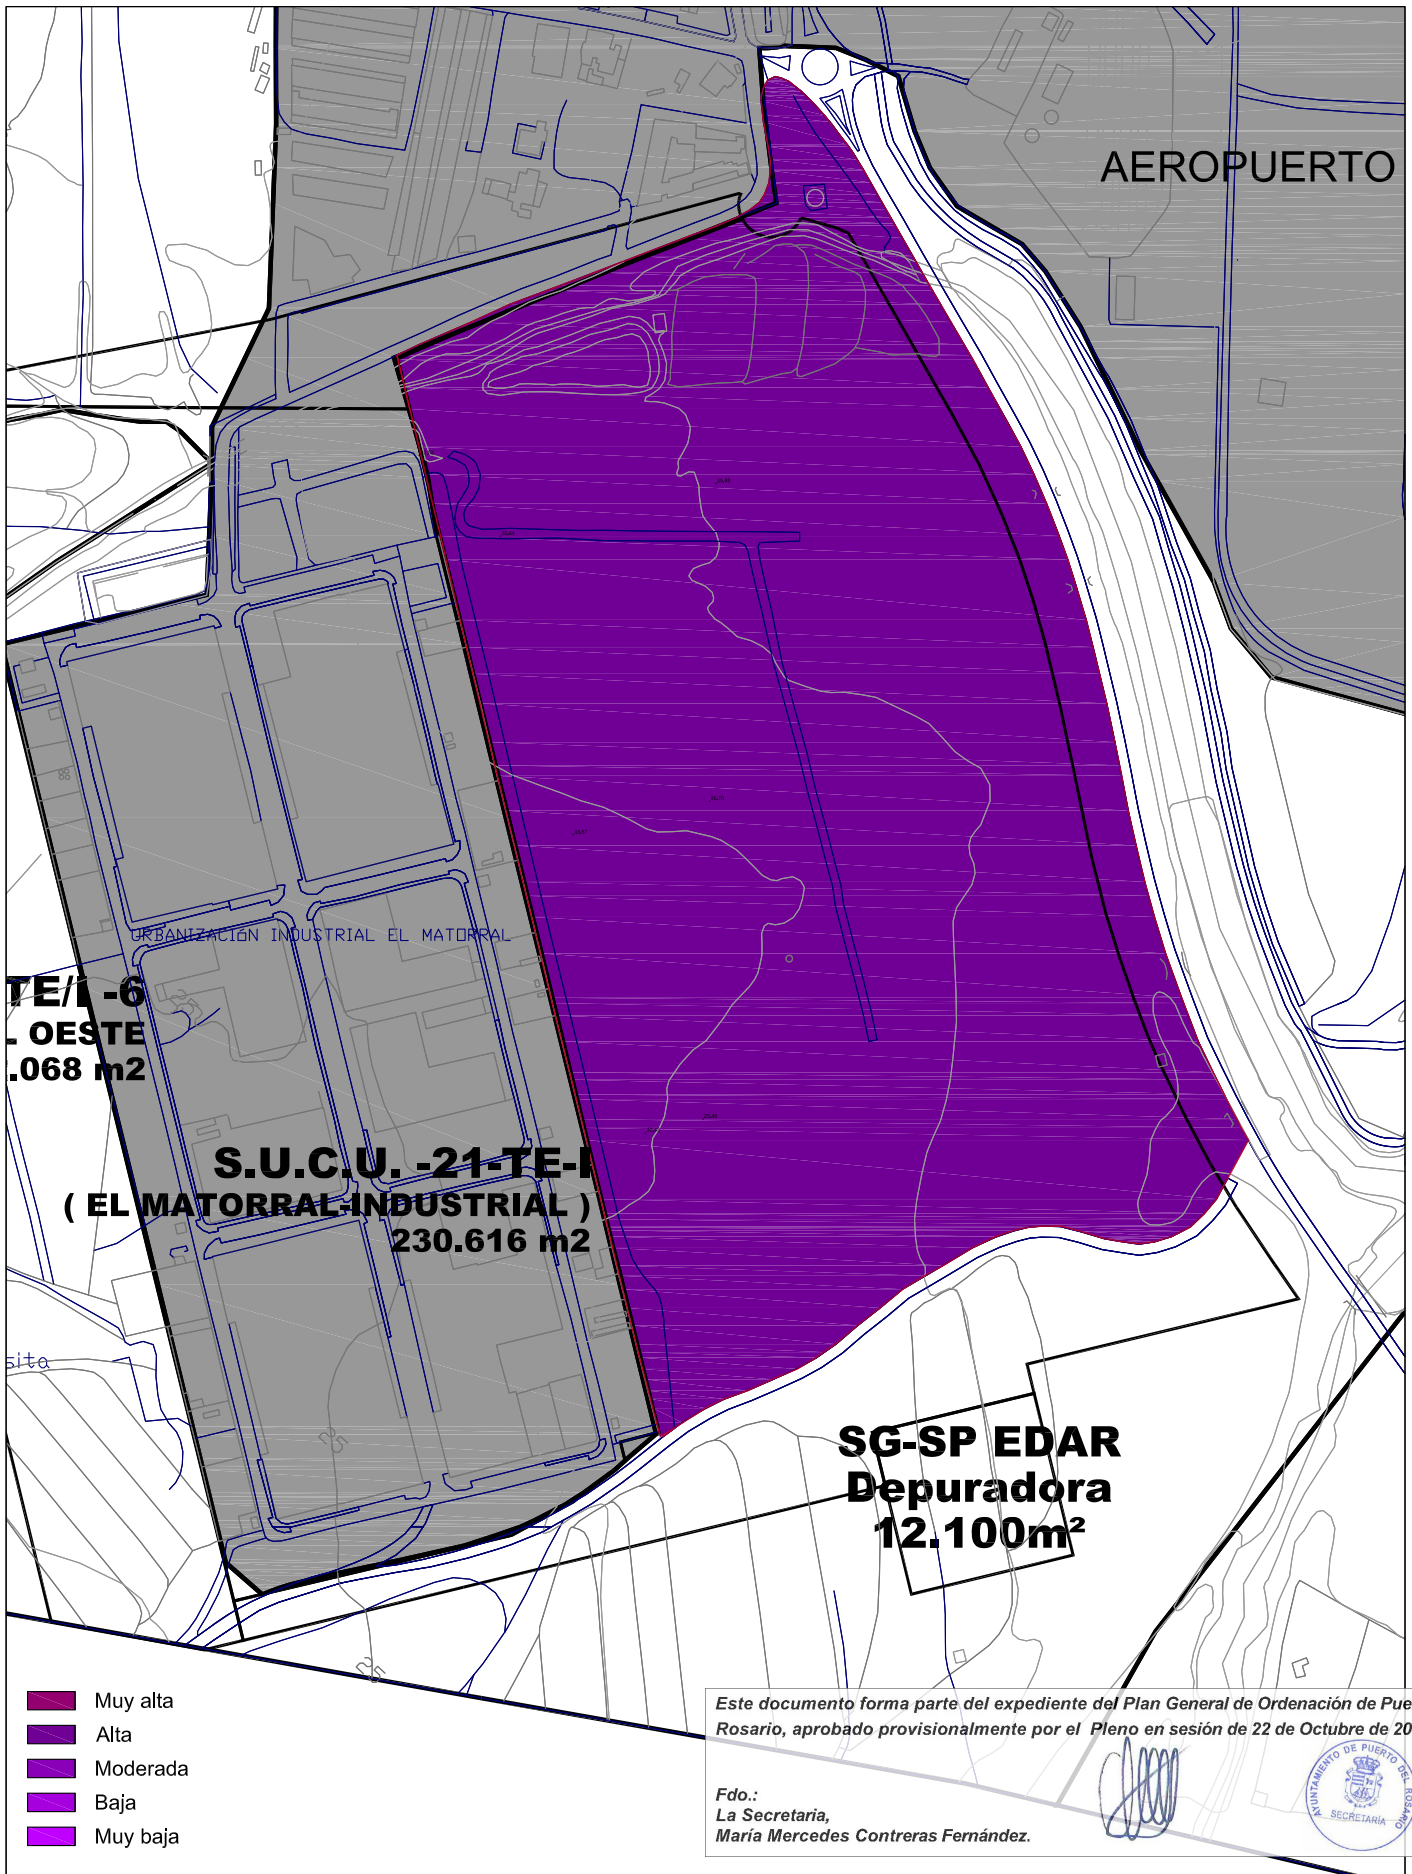 AEROPUERTO
URBANIZACIóN INDUSTRIAL EL MATORRAL
-6
OESTE
.068 m2
S.U.C.U. -21-TE-
( EL MATORRAL-INDUSTRIAL )
230.616 m2
sita
25
25
SG-SP EDAR
Depuradora
12.100m²
Muy alta
Alta
Moderada
Baja
Muy baja
Este documento forma parte del expediente del Plan General de Ordenación de Pue
Rosario, aprobado provisionalmente por el Pleno en sesión de 22 de Octubre de 20
Fdo.:
La Secretaria,
María Mercedes Contreras Fernández.
AYUNTAMIENTO DE PUERTO DEL ROSARIO
SECRETARÍA